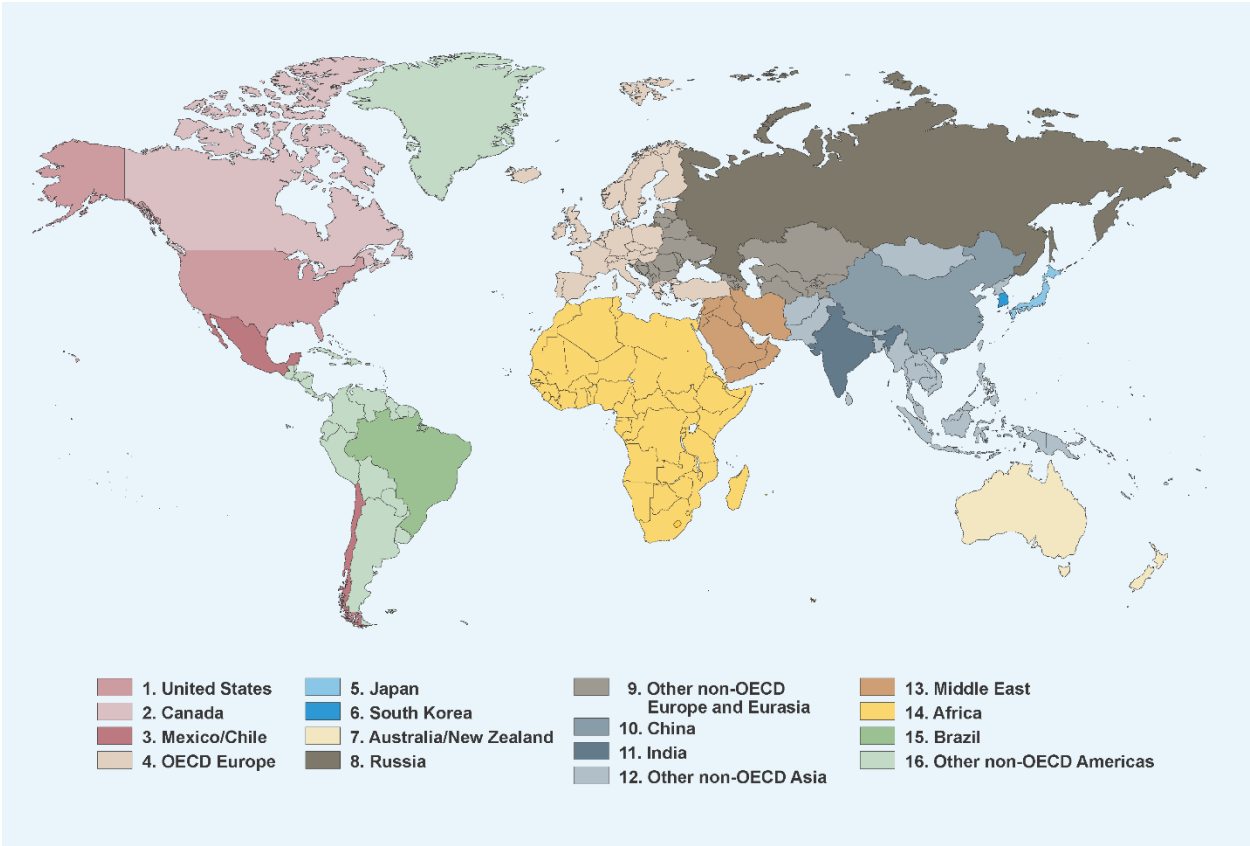 1. United States
2. Canada
3. Mexico/Chile
4. OECD Europe
5. Japan
6. South Korea
7. Australia/New Zealand
8. Russia
9. Other non-OECD
Europe and Eurasia
10. China
11. India
12. Other non-OECD Asia
13. Middle East
14. Africa
15. Brazil
16. Other non-OECD Americas